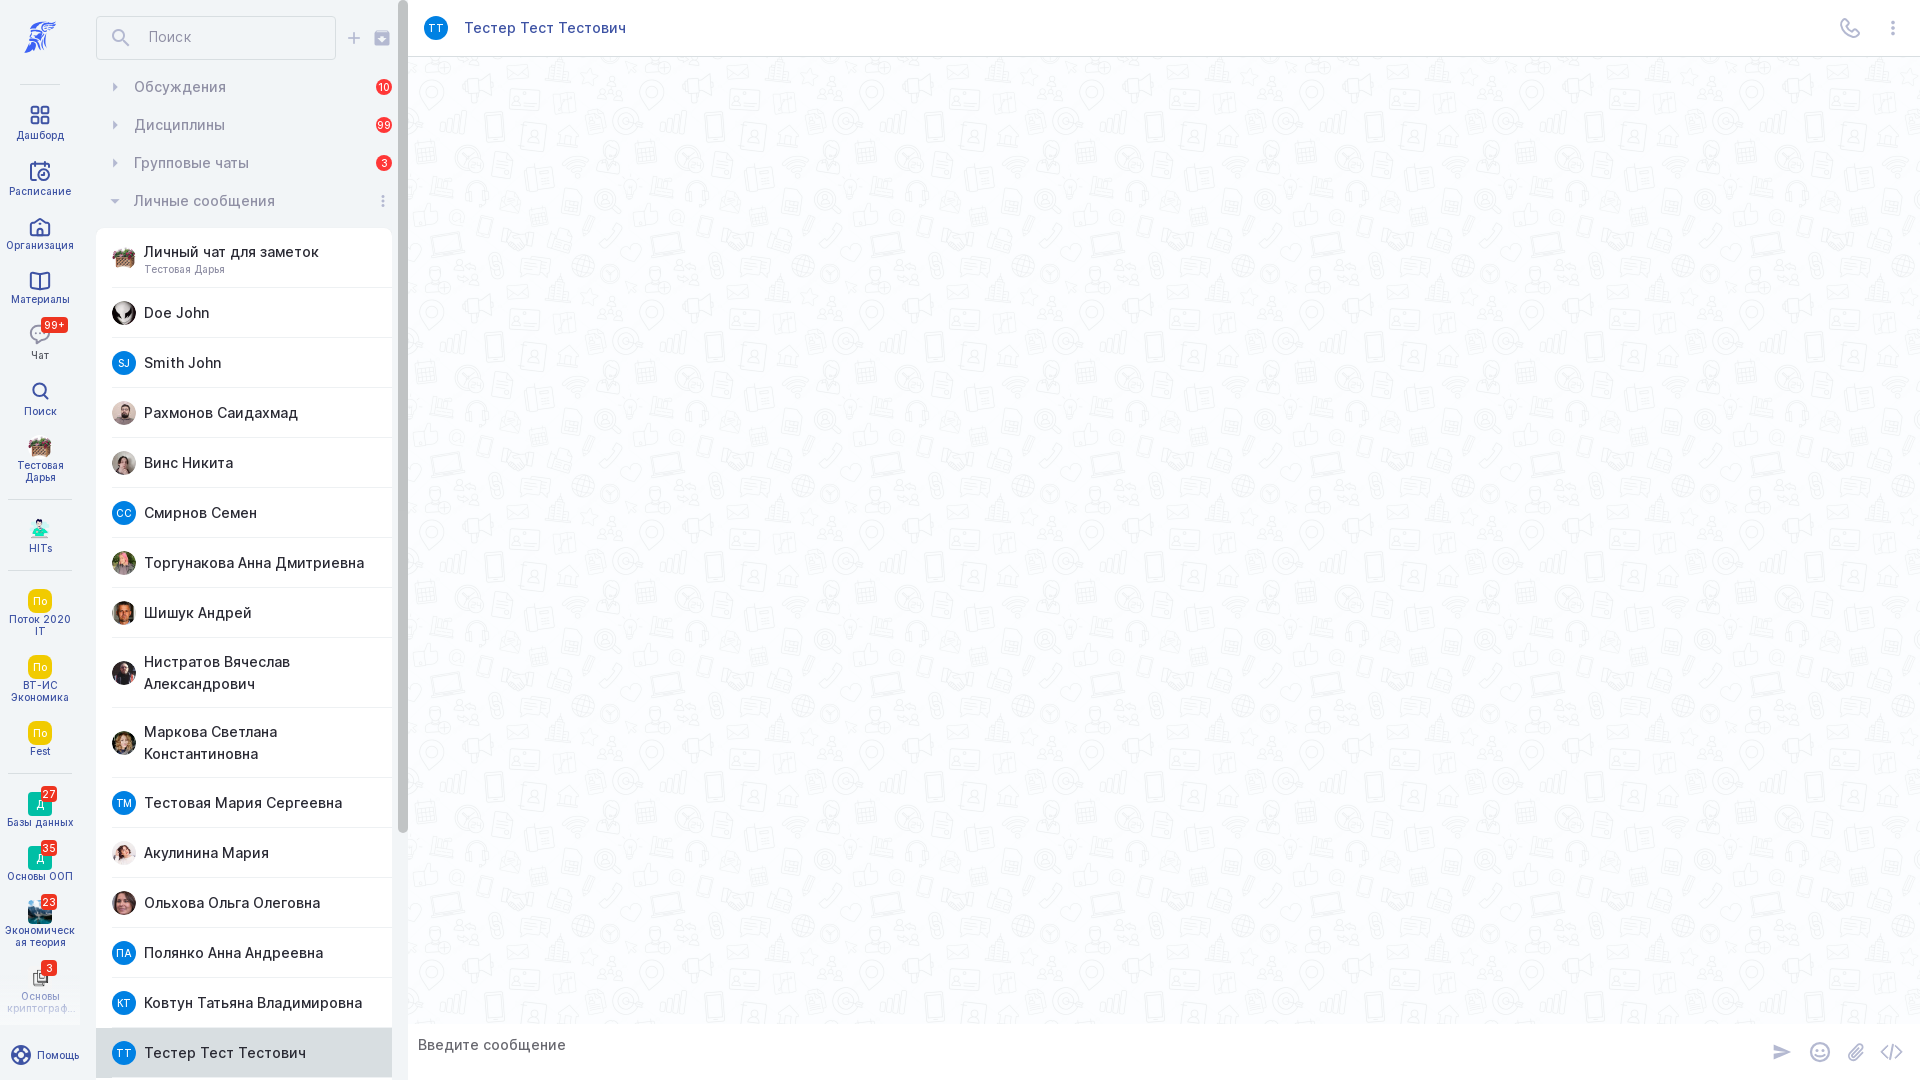 Дашборд
Расписание
Организация
Материалы
99+
Чат
Поиск
Тестовая
Дарья
HITs
По
Поток 2020
IT
По
ВТ-ИС
Экономика
По
Fest
27
Д
Базы данных
35
Д
Основы ООП
23
Экономическ
ая теория
3
Основы
криптограф...
Помощь
Поиск
Обсуждения
10
Дисциплины
99
Групповые чаты
3
Личные сообщения
Личный чат для заметок
Тестовая Дарья
Doe John
SJ
Smith John
Рахмонов Саидахмад
Винс Никита
СС
Смирнов Семен
Торгунакова Анна Дмитриевна
Шишук Андрей
Нистратов Вячеслав
Александрович
Маркова Светлана
Константиновна
ТМ
Тестовая Мария Сергеевна
Акулинина Мария
Ольхова Ольга Олеговна
ПА
Полянко Анна Андреевна
КТ
Ковтун Татьяна Владимировна
ТТ
Тестер Тест Тестович
ТТ
Тестер Тест Тестович
Введите сообщение